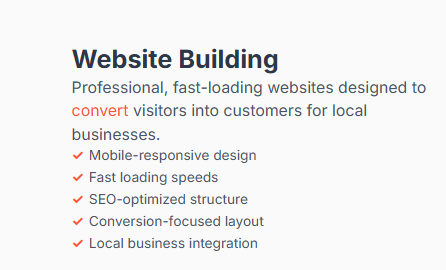 Website Building
Professional, fast-loading websites designed to
convert visitors into customers for local
businesses.
✓ Mobile-responsive design
✓ Fast loading speeds
✓ SEO-optimized structure
✓ Conversion-focused layout
✓ Local business integration